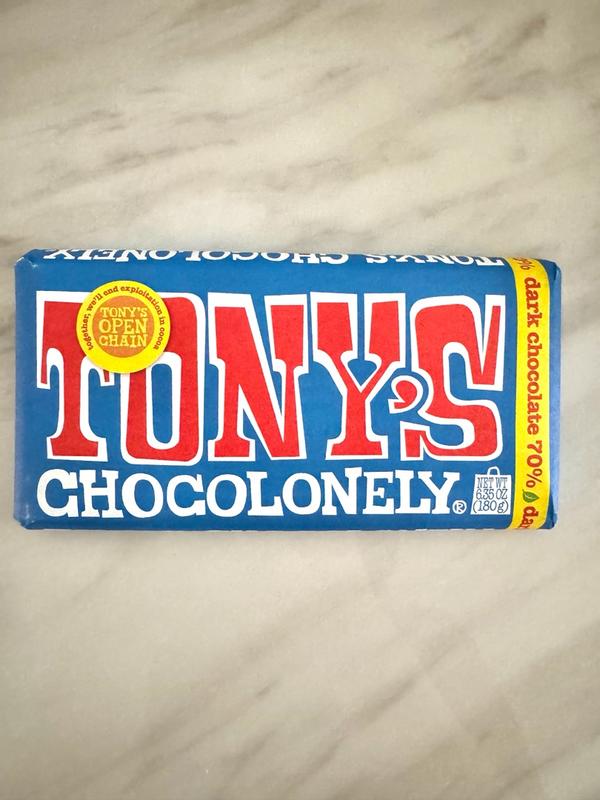 TONY'S CHOCOLONELY
together, we'll end exploitation in cocoa
TONY'S
OPEN
CHAIN
TONY'S
CHOCOLONELY®
NET WT
6.35 OZ
(180g)
% dark chocolate 70% da